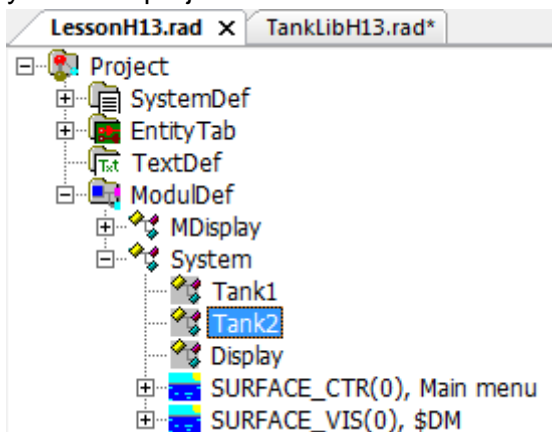 LessonH13.rad X TankLibH13.rad*
Project
SystemDef
EntityTab
Txt TextDef
ModulDef
MDisplay
System
Tank1
Tank2
Display
SURFACE_CTR(0), Main menu
SURFACE_VIS(0), $DM